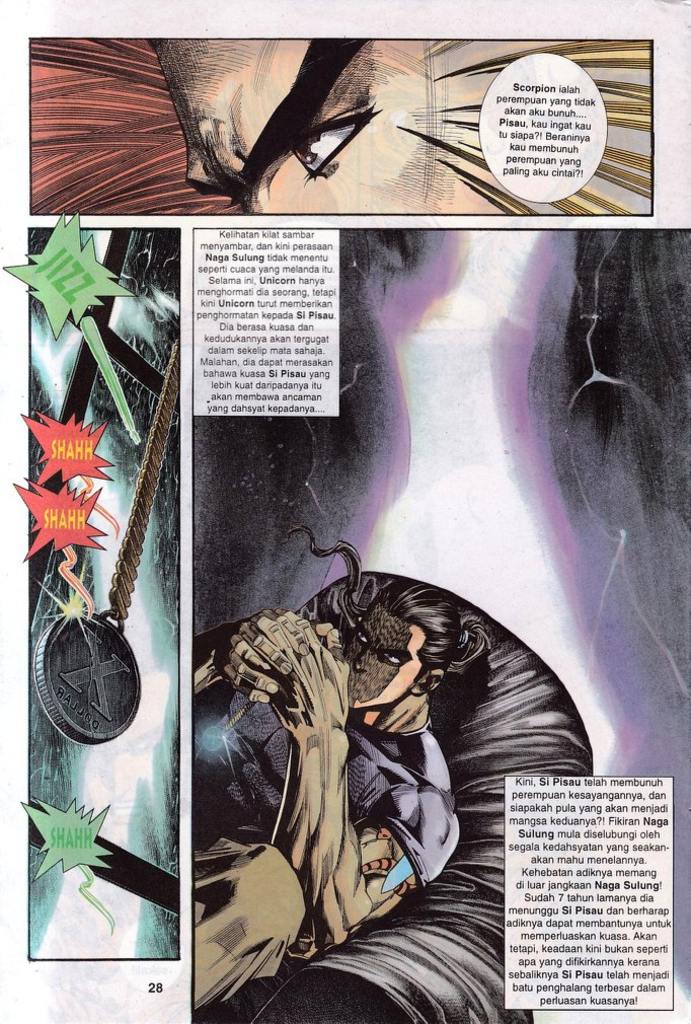 Scorpion ialah
perempuan yang tidak
akan aku bunuh....
Pisau, kau ingat kau
tu siapa?! Beraninya
kau membunuh
perempuan yang
paling aku cintai?!
JIZZ
SHAHH
SHAHH
SHAHH
Kelihatan kilat sambar
menyambar, dan kini perasaan
Naga Sulung tidak menentu
seperti cuaca yang melanda itu.
Selama ini, Unicorn hanya
menghormati dia seorang, tetapi
kini Unicorn turut memberikan
penghormatan kepada Si Pisau.
Dia berasa kuasa dan
kedudukannya akan tergugat
dalam sekelip mata sahaja.
Malahan, dia dapat merasakan
bahawa kuasa Si Pisau yang
lebih kuat daripadanya itu
akan membawa ancaman
yang dahsyat kepadanya....
Kini, Si Pisau telah membunuh
perempuan kesayangannya, dan
siapakah pula yang akan menjadi
mangsa keduanya?! Fikiran Naga
Sulung mula diselubungi oleh
segala kedahsyatan yang seakan-
akan mahu menelannya.
Kehebatan adiknya memang
di luar jangkaan Naga Sulung!
Sudah 7 tahun lamanya dia
menunggu Si Pisau dan berharap
adiknya dapat membantunya untuk
memperluaskan kuasa. Akan
tetapi, keadaan kini bukan seperti
apa yang difikirkannya kerana
sebaliknya Si Pisau telah menjadi
batu penghalang terbesar dalam
perluasan kuasanya!
28